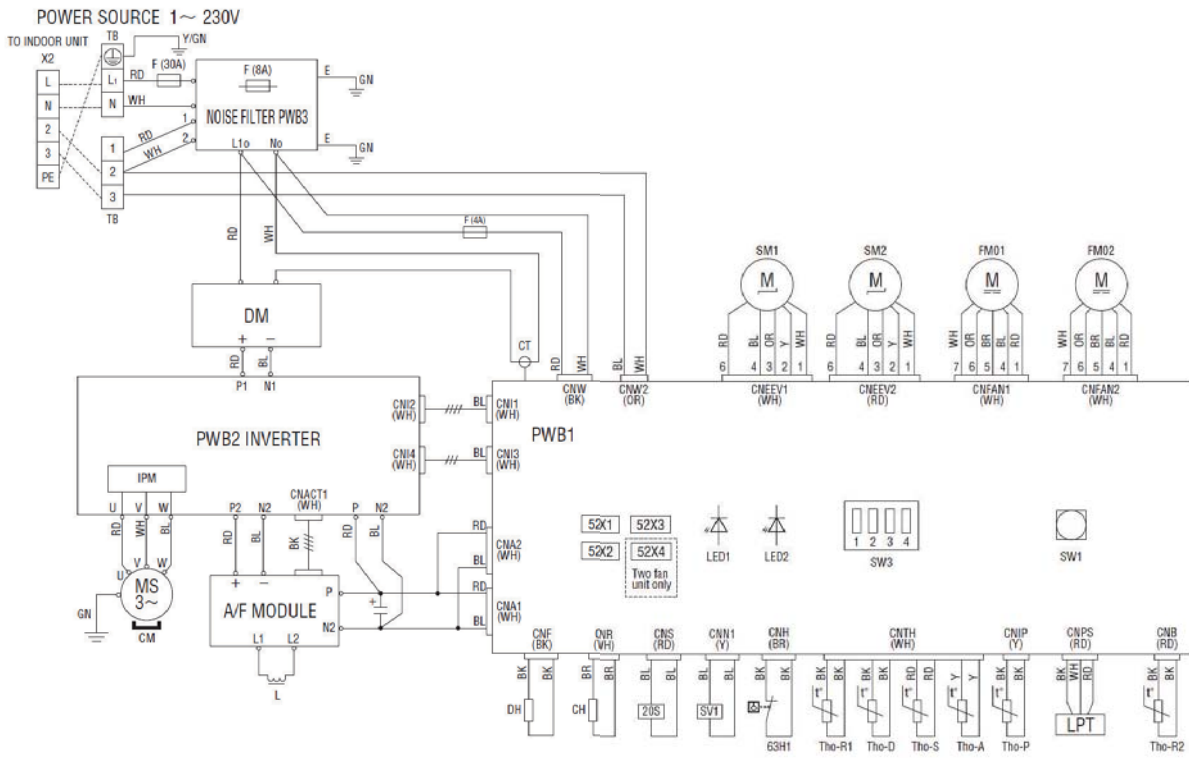 POWER SOURCE 1～ 230V
TO INDOOR UNIT
X2
TB
Y/GN
L
N
2
3
PE
L1
N
RD
F (30A)
WH
1
2
RD
WH
1
2
3
TB
F (8A)
NOISE FILTER PWB3
L1o No
E
GN
E
GN
RD
WH
F (4A)
DM
+ −
RD
BL
P1 N1
CT
RD
WH
BL
WH
CNW
(BK)
CNW2
(OR)
SM1
M
RD BL OR Y WH
6 4 3 2 1
CNEEV1
(WH)
SM2
M
RD BL OR Y WH
6 4 3 2 1
CNEEV2
(RD)
FM01
M
WH OR BR BL RD
7 6 5 4 1
CNFAN1
(WH)
FM02
M
WH OR BR BL RD
7 6 5 4 1
CNFAN2
(WH)
PWB2 INVERTER
CNI2
(WH)
BL
CNI1
(WH)
CNI4
(WH)
BL
CNI3
(WH)
PWB1
IPM
U V W
P2 N2
CNACT1
(WH)
P N2
RD WH BL
RD BL
BK
RD BL
U V W
MS
3～
CM
GN
+ −
A/F MODULE
P
N2
L1 L2
L
+
RD
BL
CNA2
(WH)
RD
BL
CNA1
(WH)
52X1
52X3
52X2
52X4
Two fan
unit only
LED1
LED2
1 2 3 4
SW3
SW1
CNF
(BK)
CNR
(WH)
CNS
(RD)
CNN1
(Y)
CNH
(BR)
CNTH
(WH)
CNIP
(Y)
CNPS
(RD)
CNB
(RD)
BK BK
BR BR
BL BL
BL BL
BK BK
BK BK BK BK RD RD Y Y
BK BK
BK WH RD
BK BK
t° t° t° t° t° t°
DH
CH
20S
SV1
63H1
LPT
Tho-R1
Tho-D
Tho-S
Tho-A
Tho-P
Tho-R2